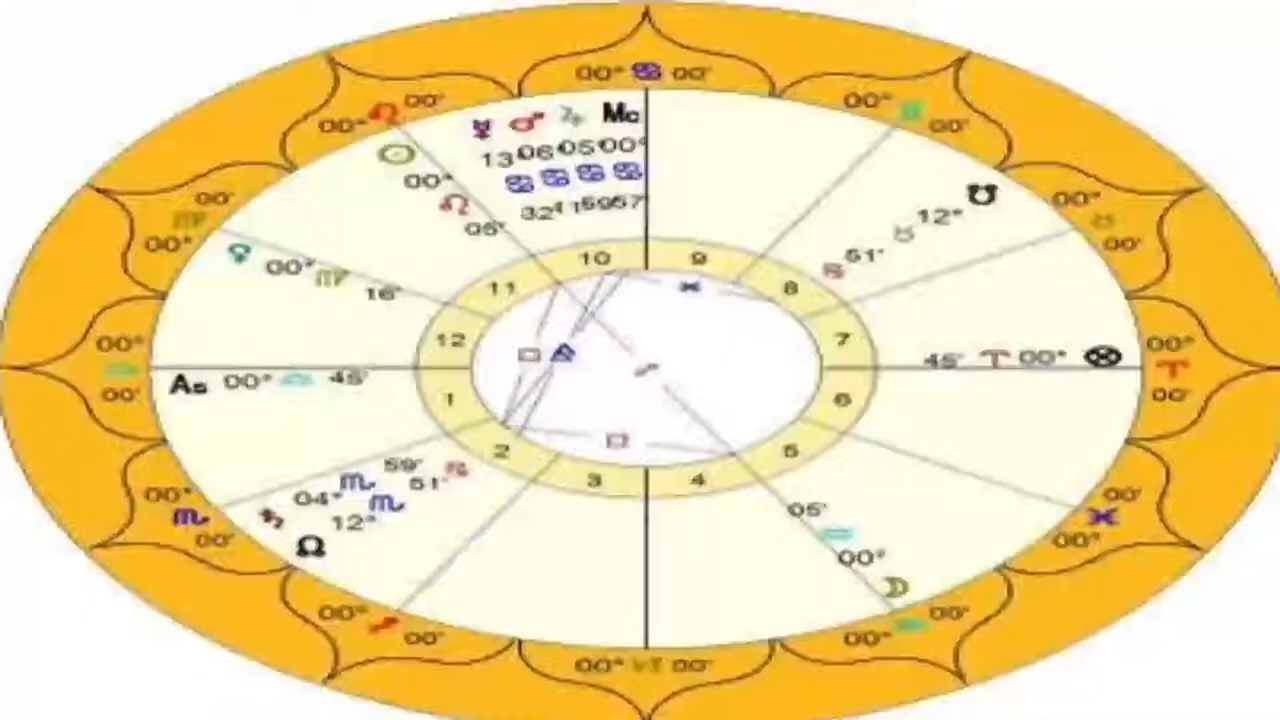 00° ♋ 00'
00° ♌ 00'
00° ♊ 00'
☿ ♂ ♃ Mc
13° 06° 05° 00°
♋ ♋ ♋ ♋
32' 41' 59' 57'
☉ 00° ♌ 05'
☋ 12° ♉ 51' ℞
00° ♍ 00'
00° ♉ 00'
♀ 00° ♍ 16'
10 9
11 8
12 7
1 6
2 5
3 4
00° ♎ 00'
As 00° ♎ 45'
45' ♈ 00° ⊗
00° ♈ 00'
♄ 04° ♏ 59'
☊ 12° ♏ 51' ℞
00° ♏ 00'
05' ♒ 00° ☽
00' ♓ 00°
00° ♐ 00'
00° ♒ 00'
00° ♑ 00'